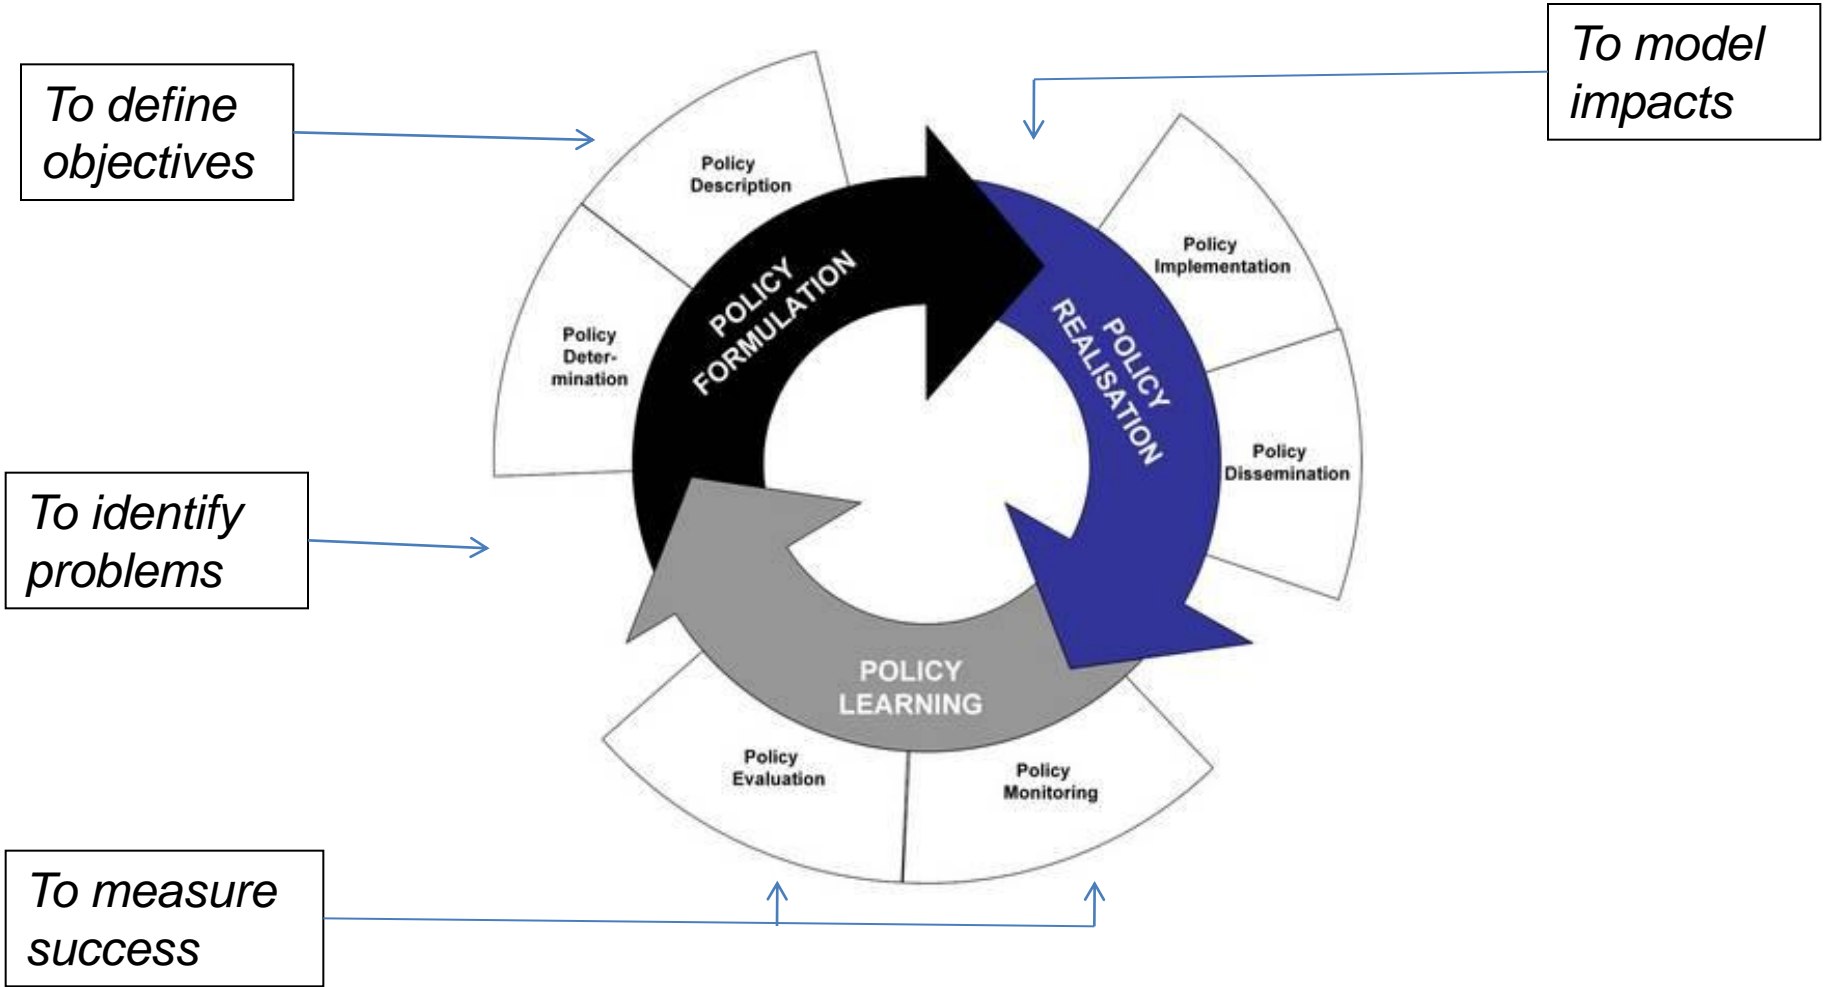 To define
objectives
To model
impacts
Policy
Description
Policy
Implementation
POLICY
FORMULATION
POLICY
REALISATION
Policy
Deter-
mination
Policy
Dissemination
To identify
problems
POLICY
LEARNING
Policy
Evaluation
Policy
Monitoring
To measure
success